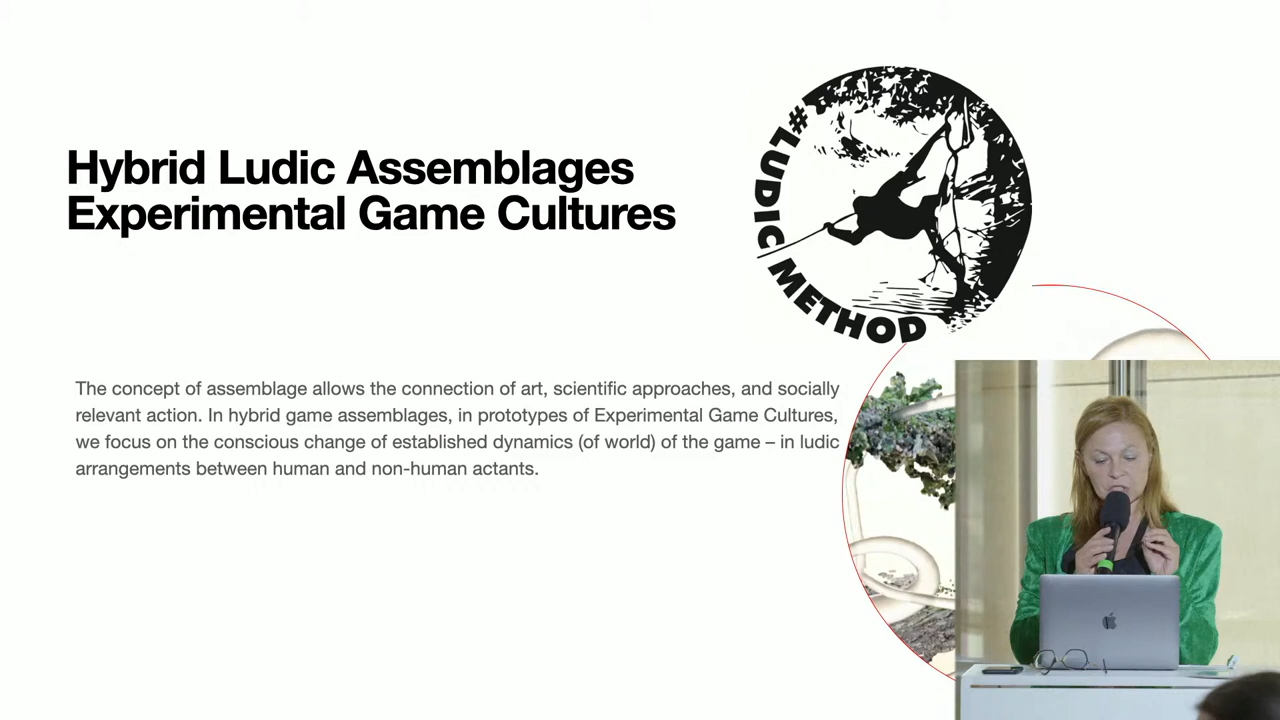 Hybrid Ludic Assemblages
Experimental Game Cultures
#LUDIC METHOD
The concept of assemblage allows the connection of art, scientific approaches, and socially
relevant action. In hybrid game assemblages, in prototypes of Experimental Game Cultures,
we focus on the conscious change of established dynamics (of world) of the game – in ludic
arrangements between human and non-human actants.